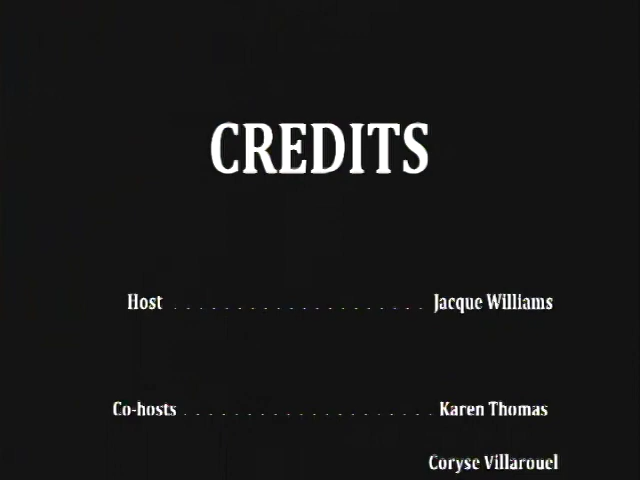 CREDITS
Host . . . . . . . . . . . . . . . . . . . . Jacque Williams
Co-hosts . . . . . . . . . . . . . . . . . . . . Karen Thomas
Coryse Villarouel